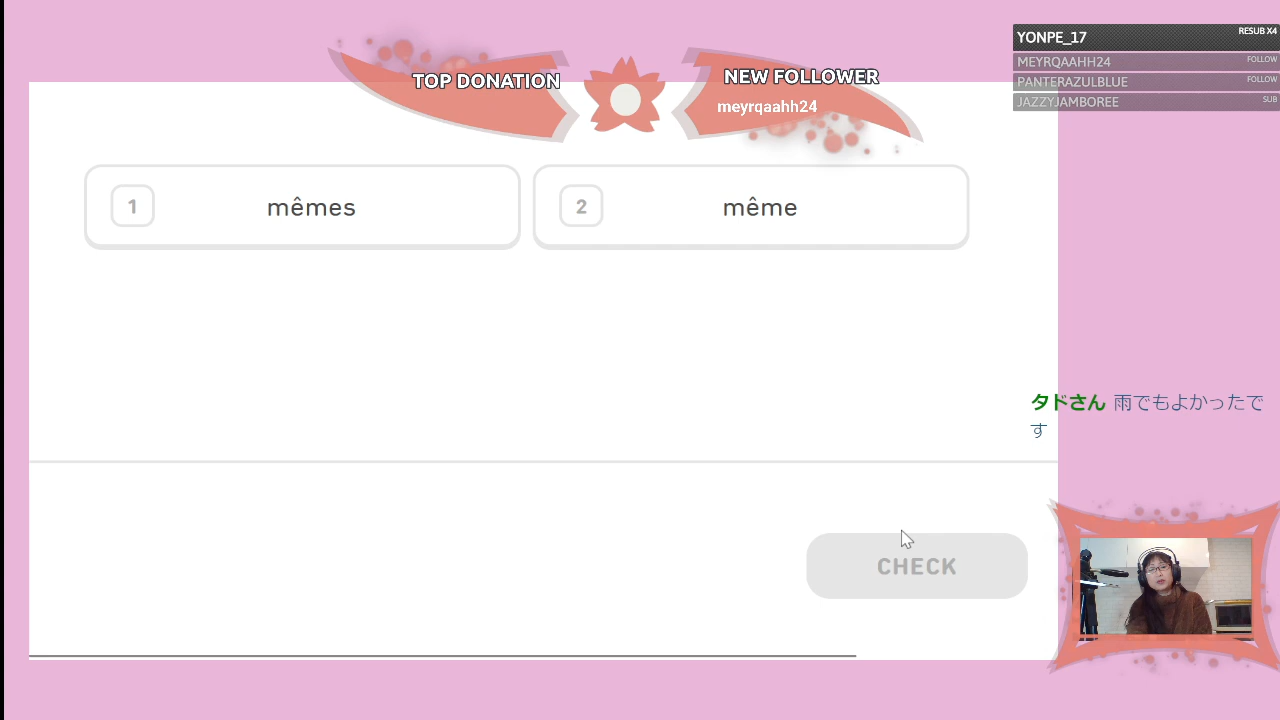 TOP DONATION
NEW FOLLOWER
meyrqaahh24
YONPE_17 RESUB X4
MEYRQAAHH24 FOLLOW
PANTERAZULBLUE FOLLOW
JAZZYJAMBOREE SUB
1 mêmes
2 même
タドさん 雨でもよかったで
す
CHECK